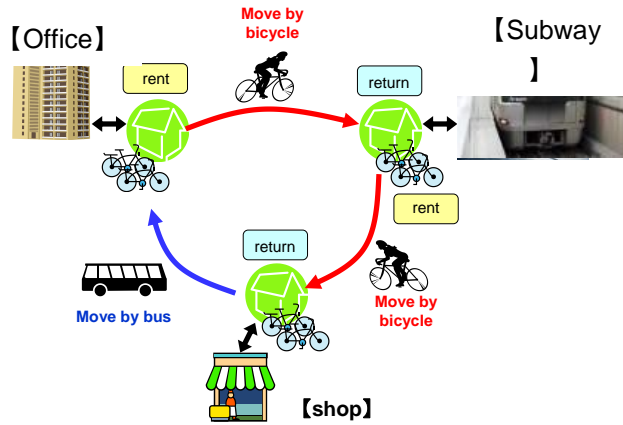 Move by
bicycle
【Office】
【Subway
】
rent
return
rent
return
Move by
bicycle
Move by bus
【shop】